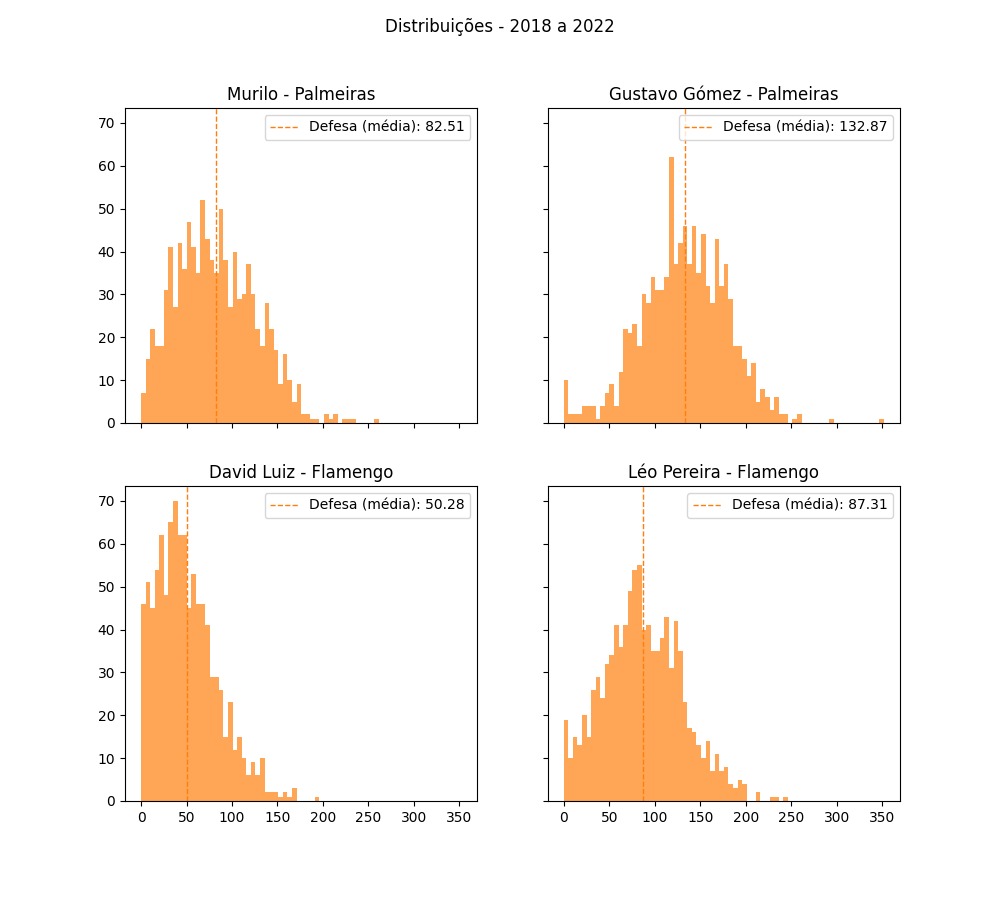 Distribuições - 2018 a 2022
Murilo - Palmeiras
Gustavo Gómez - Palmeiras
70
60
50
40
30
20
10
0
Defesa (média): 82.51
Defesa (média): 132.87
David Luiz - Flamengo
Léo Pereira - Flamengo
70
60
50
40
30
20
10
0
Defesa (média): 50.28
Defesa (média): 87.31
0 50 100 150 200 250 300 350
0 50 100 150 200 250 300 350